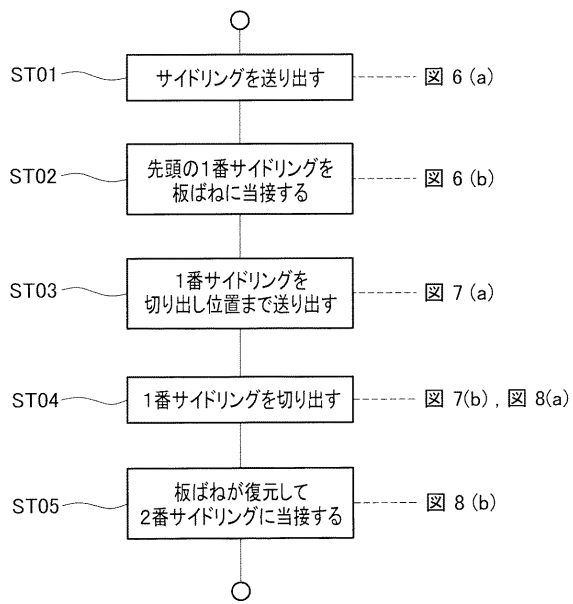 ST01
サイドリングを送り出す
図 6 (a)
ST02
先頭の1番サイドリングを
板ばねに当接する
図 6 (b)
ST03
1番サイドリングを
切り出し位置まで送り出す
図 7 (a)
ST04
1番サイドリングを切り出す
図 7(b) , 図 8(a)
ST05
板ばねが復元して
2番サイドリングに当接する
図 8 (b)